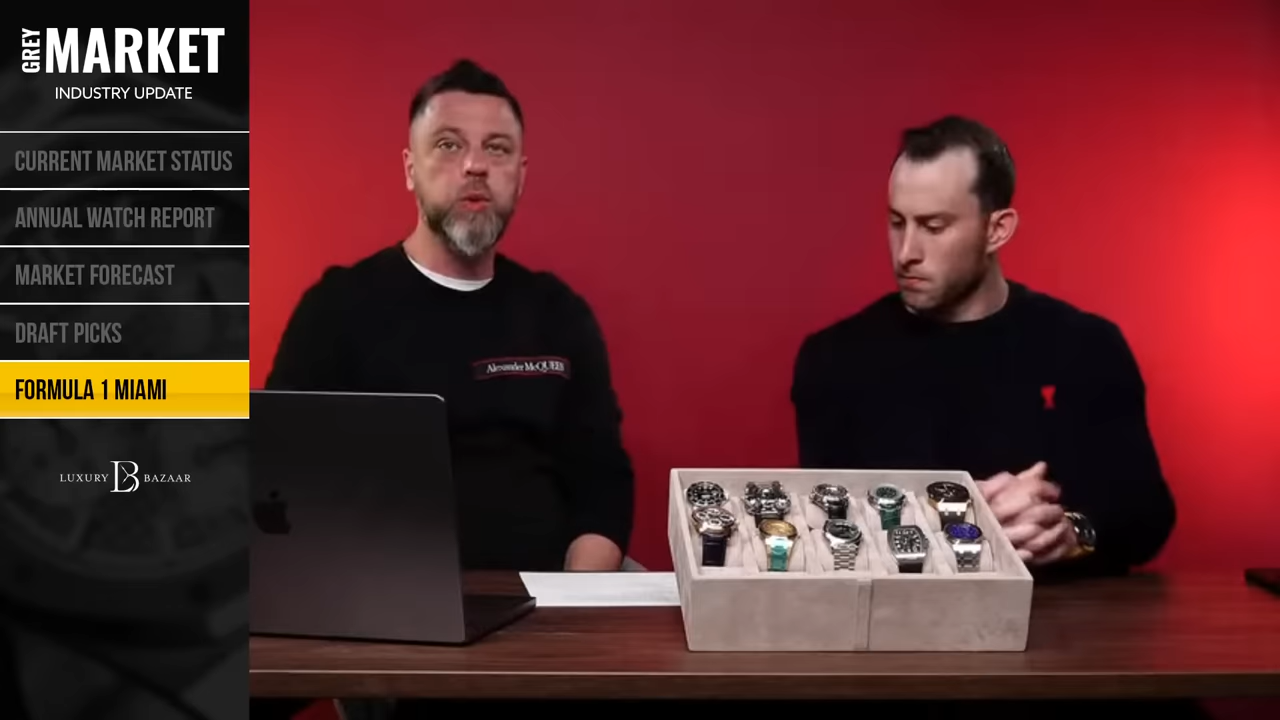 GREY
MARKET
INDUSTRY UPDATE
CURRENT MARKET STATUS
ANNUAL WATCH REPORT
MARKET FORECAST
DRAFT PICKS
FORMULA 1 MIAMI
LUXURY B BAZAAR
Alexander McQUEEN